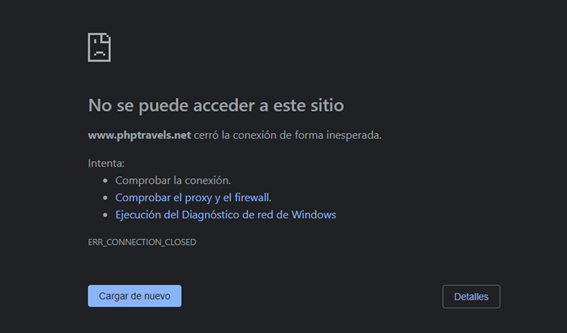 No se puede acceder a este sitio
www.phptravels.net cerró la conexión de forma inesperada.
Intenta:
• Comprobar la conexión.
• Comprobar el proxy y el firewall.
• Ejecución del Diagnóstico de red de Windows
ERR_CONNECTION_CLOSED
Cargar de nuevo
Detalles